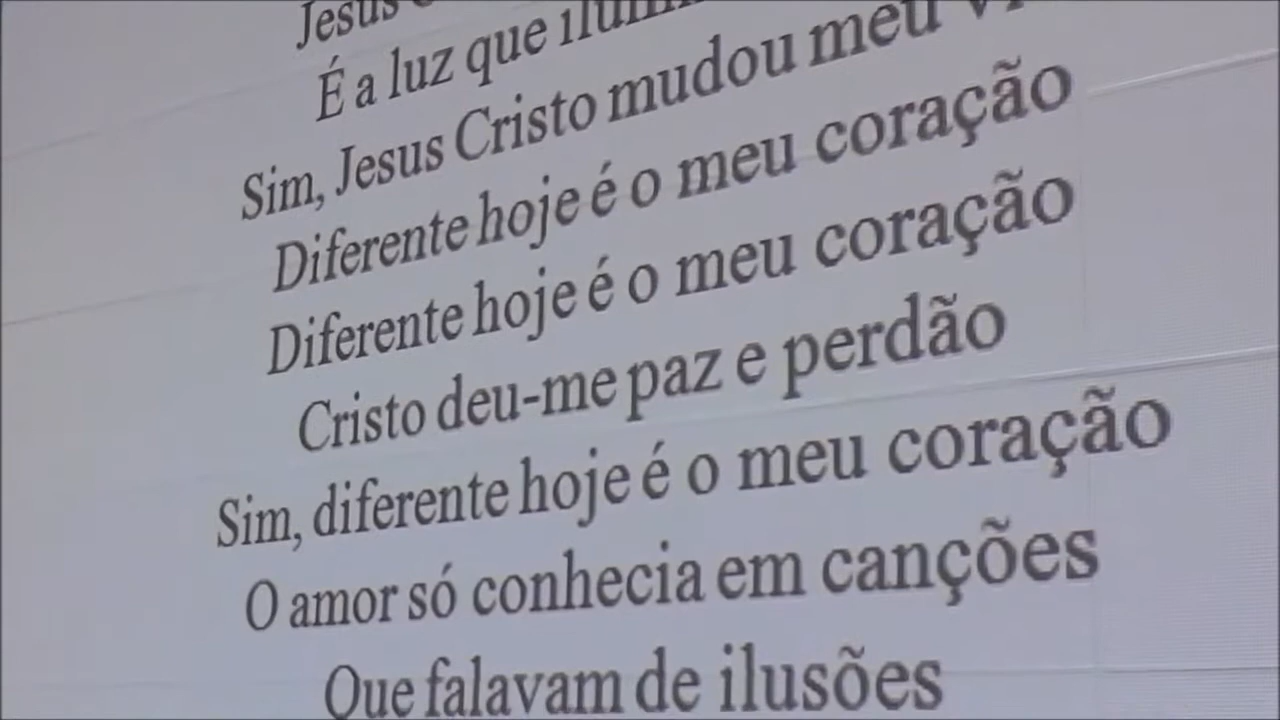 Jesus
É a luz que
Sim, Jesus Cristo mudou meu
Diferente hoje é o meu coração
Diferente hoje é o meu coração
Cristo deu-me paz e perdão
Sim, diferente hoje é o meu coração
O amor só conhecia em canções
Que falavam de ilusões